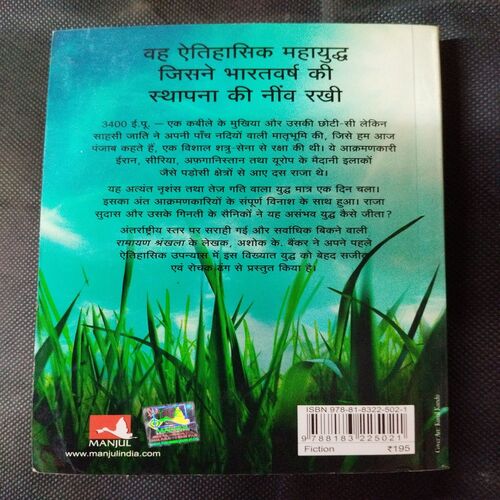 वह ऐतिहासिक महायुद्ध
जिसने भारतवर्ष की
स्थापना की नींव रखी
3400 ई.पू. – एक कबीले के मुखिया और उसकी छोटी-सी लेकिन
साहसी जाति ने अपनी पाँच नदियों वाली मातृभूमि की, जिसे हम आज
पंजाब कहते हैं, एक विशाल शत्रु-सेना से रक्षा की थी। ये आक्रमणकारी
ईरान, सीरिया, अफ़गानिस्तान तथा यूरोप के मैदानी इलाकों
जैसे पड़ोसी क्षेत्रों से आए दस राजा थे।
यह अत्यंत नृशंस तथा तेज गति वाला युद्ध मात्र एक दिन चला।
इसका अंत आक्रमणकारियों के संपूर्ण विनाश के साथ हुआ। राजा
सुदास और उसके गिनती के सैनिकों ने यह असंभव युद्ध कैसे जीता?
अंतर्राष्ट्रीय स्तर पर सराही गई और सर्वाधिक बिकने वाली
रामायण श्रंखला के लेखक, अशोक के. बैंकर ने अपने पहले
ऐतिहासिक उपन्यास में इस विख्यात युद्ध को बेहद सजीव
एवं रोचक ढंग से प्रस्तुत किया है।
MANJUL
www.manjulindia.com
ISBN 978-81-8322-502-1
9 788183 225021
Fiction ₹195